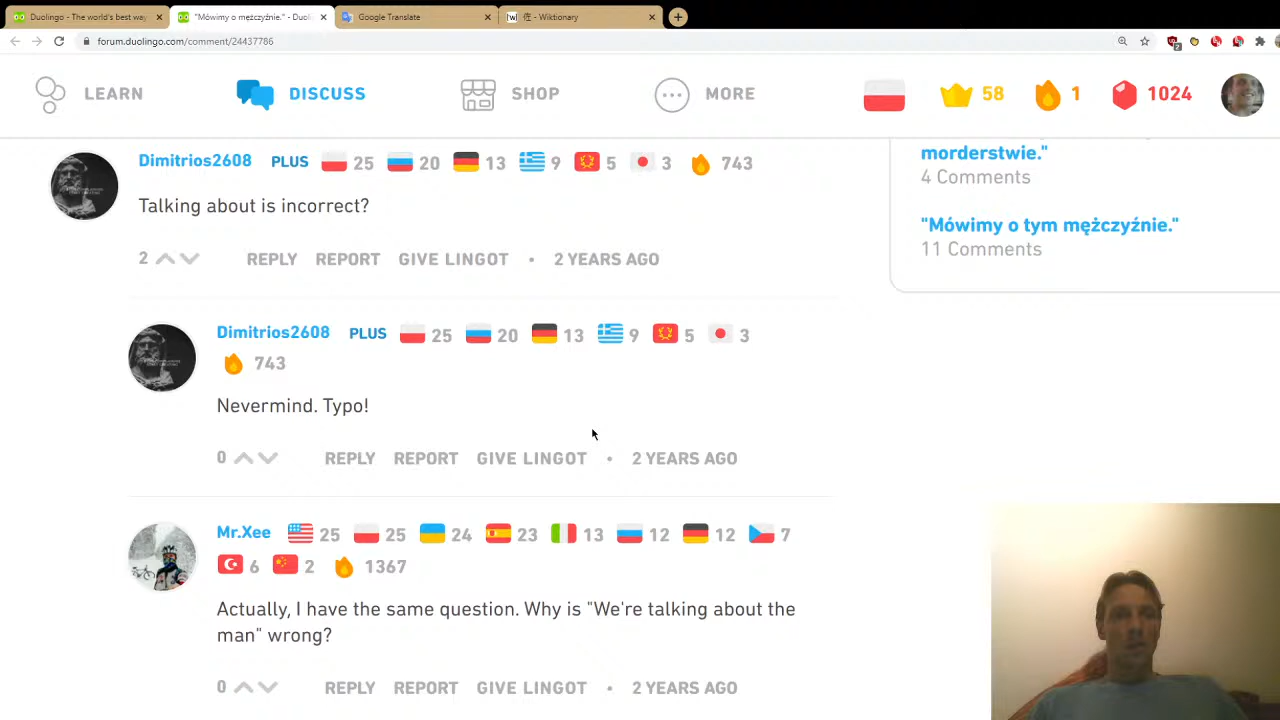 Duolingo - The world's best way
"Mówimy o mężczyźnie." - Duol
Google Translate
佐 - Wiktionary
forum.duolingo.com/comment/24437786
LEARN
DISCUSS
SHOP
MORE
58
1
1024
Dimitrios2608 PLUS 25 20 13 9 5 3 743
Talking about is incorrect?
2 REPLY REPORT GIVE LINGOT • 2 YEARS AGO
morderstwie."
4 Comments
"Mówimy o tym mężczyźnie."
11 Comments
Dimitrios2608 PLUS 25 20 13 9 5 3
743
Nevermind. Typo!
0 REPLY REPORT GIVE LINGOT • 2 YEARS AGO
Mr.Xee 25 25 24 23 13 12 12 7
6 2 1367
Actually, I have the same question. Why is "We're talking about the
man" wrong?
0 REPLY REPORT GIVE LINGOT • 2 YEARS AGO